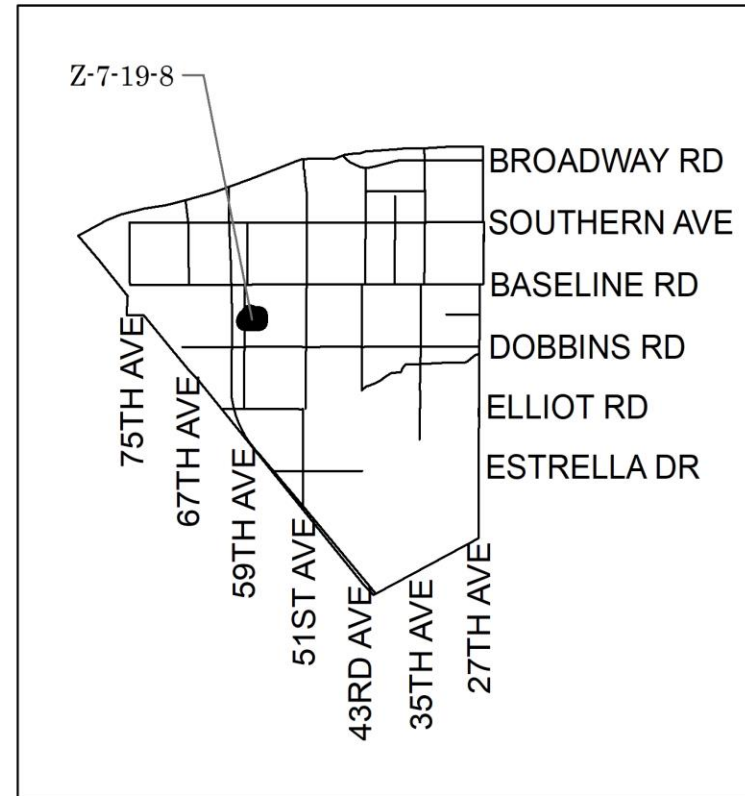 Z-7-19-8
BROADWAY RD
SOUTHERN AVE
BASELINE RD
DOBBINS RD
ELLIOT RD
ESTRELLA DR
75TH AVE
67TH AVE
59TH AVE
51ST AVE
43RD AVE
35TH AVE
27TH AVE